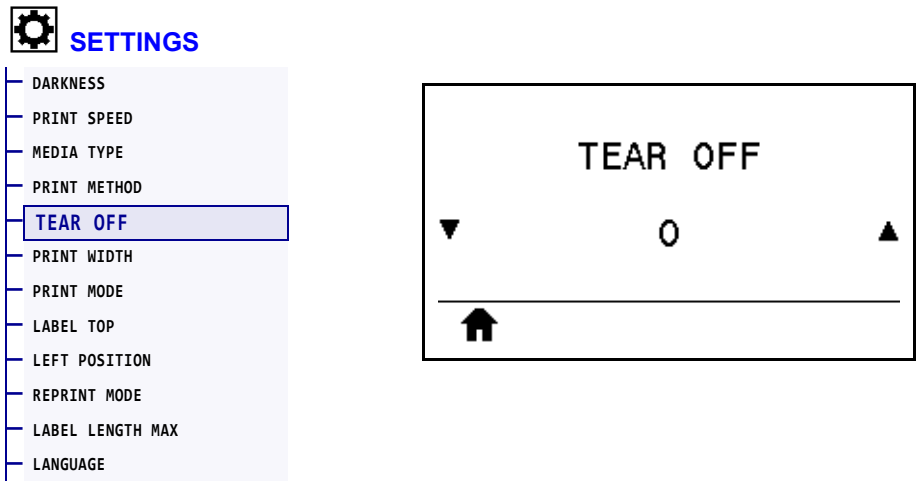 SETTINGS
DARKNESS
PRINT SPEED
MEDIA TYPE
PRINT METHOD
TEAR OFF
PRINT WIDTH
PRINT MODE
LABEL TOP
LEFT POSITION
REPRINT MODE
LABEL LENGTH MAX
LANGUAGE
TEAR OFF
0